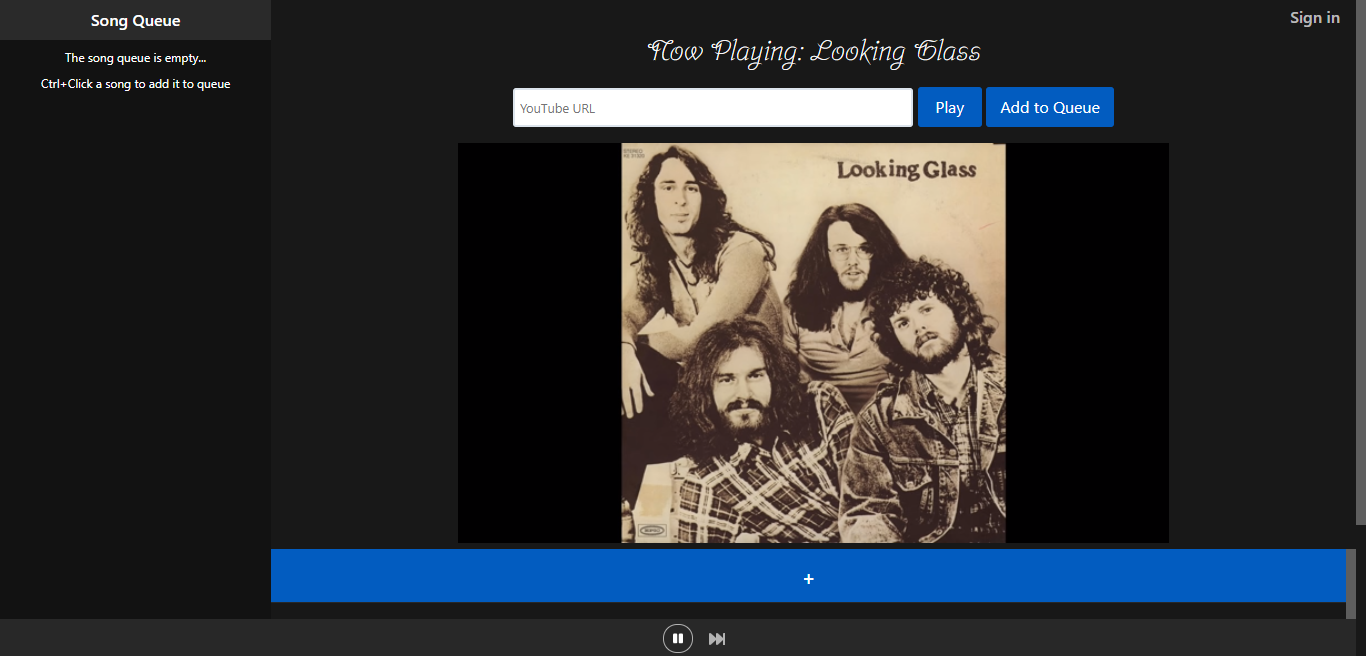 Song Queue
The song queue is empty...
Ctrl+Click a song to add it to queue
Sign in
Now Playing: Looking Glass
YouTube URL
Play
Add to Queue
STEREO
Looking Glass
+